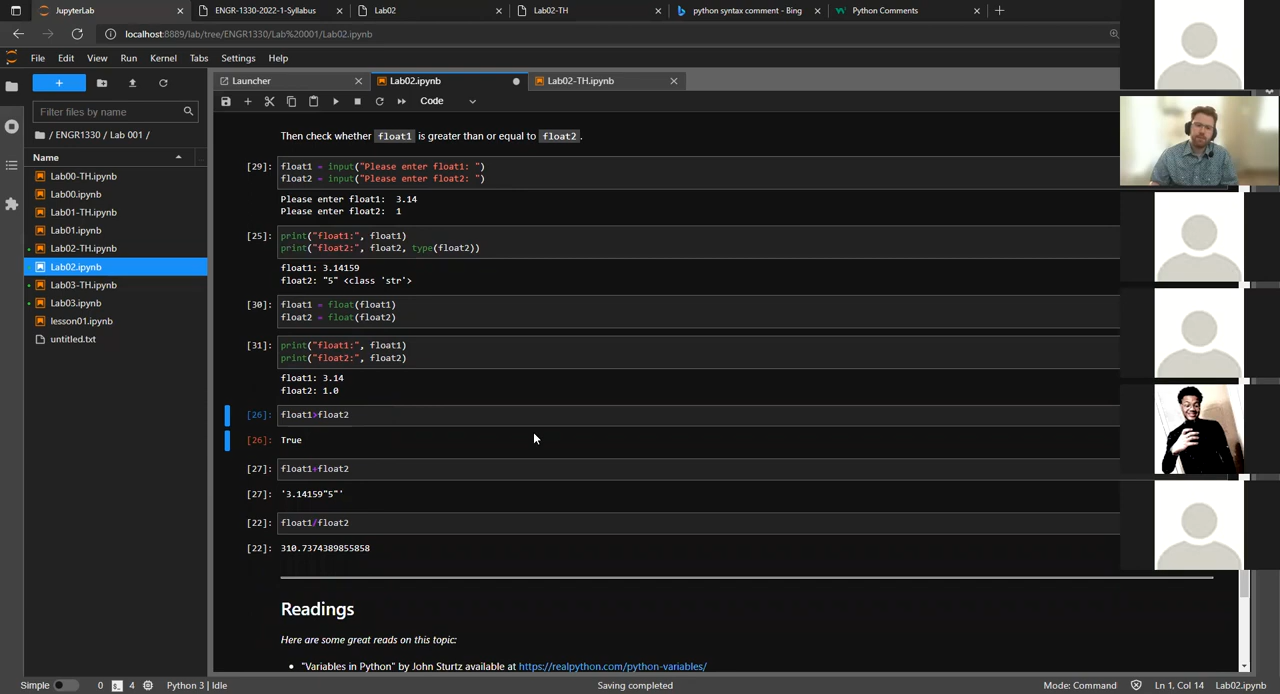 JupyterLab
ENGR-1330-2022-1-Syllabus
Lab02
Lab02-TH
python syntax comment - Bing
Python Comments
localhost:8889/lab/tree/ENGR1330/Lab%20001/Lab02.ipynb
File Edit View Run Kernel Tabs Settings Help
Launcher
Lab02.ipynb
Lab02-TH.ipynb
Code
Filter files by name
/ ENGR1330 / Lab 001 /
Name
Lab00-TH.ipynb
Lab00.ipynb
Lab01-TH.ipynb
Lab01.ipynb
Lab02-TH.ipynb
Lab02.ipynb
Lab03-TH.ipynb
Lab03.ipynb
lesson01.ipynb
untitled.txt
Then check whether float1 is greater than or equal to float2.
[29]: float1 = input("Please enter float1: ")
float2 = input("Please enter float2: ")
Please enter float1: 3.14
Please enter float2: 1
[25]: print("float1:", float1)
print("float2:", float2, type(float2))
float1: 3.14159
float2: "5" <class 'str'>
[30]: float1 = float(float1)
float2 = float(float2)
[31]: print("float1:", float1)
print("float2:", float2)
float1: 3.14
float2: 1.0
[26]: float1>float2
[26]: True
[27]: float1+float2
[27]: '3.14159"5"'
[22]: float1/float2
[22]: 310.7374389855858
Readings
Here are some great reads on this topic:
• "Variables in Python" by John Sturtz available at https://realpython.com/python-variables/
Simple 0 4 Python 3 | Idle Saving completed Mode: Command Ln 1, Col 14 Lab02.ipynb